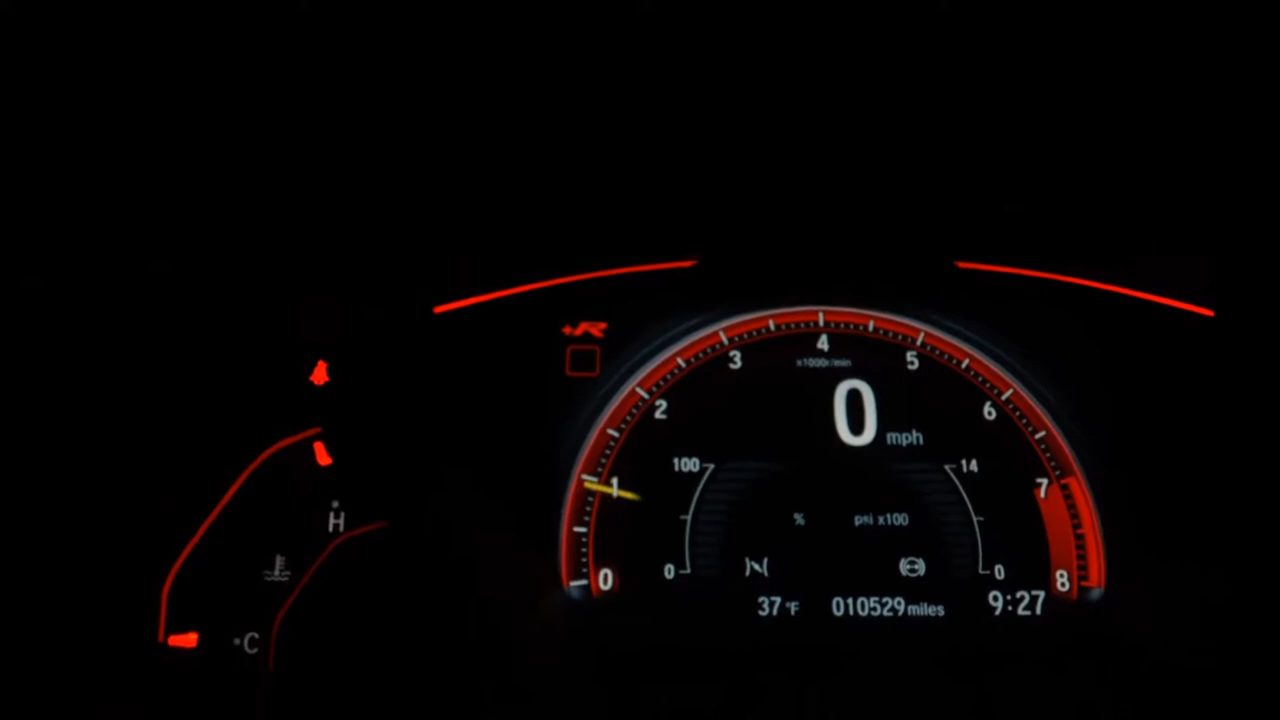 +R
4
x1000r/min
3 5
2 6
0 mph
100 14
1 7
% psi x100
H
0 0
0 8
37 °F 010529 miles 9:27
C